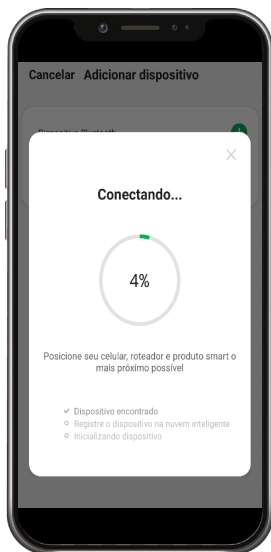 Cancelar Adicionar dispositivo
Dispositivo Bluetooth
X
Conectando...
4%
Posicione seu celular, roteador e produto smart o
mais próximo possível
Dispositivo encontrado
Registre o dispositivo na nuvem inteligente
Inicializando dispositivo